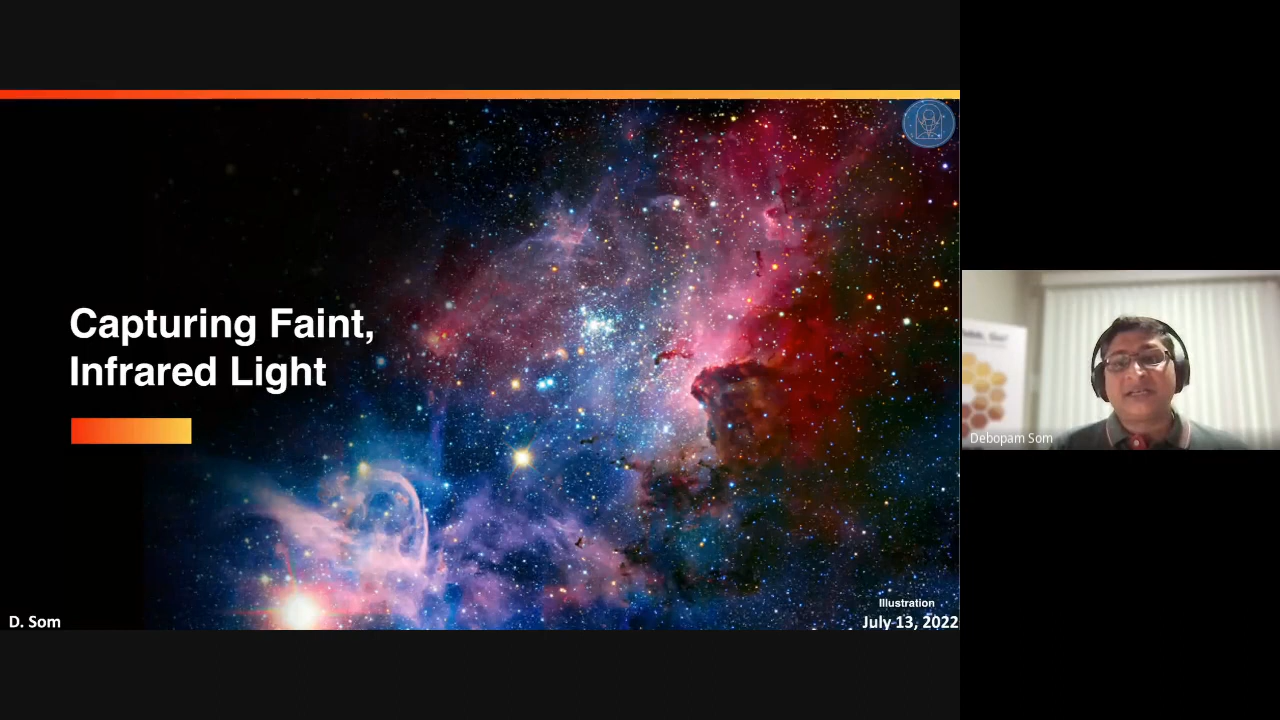 Capturing Faint,
Infrared Light
Illustration
D. Som
July 13, 2022
Debopam Som